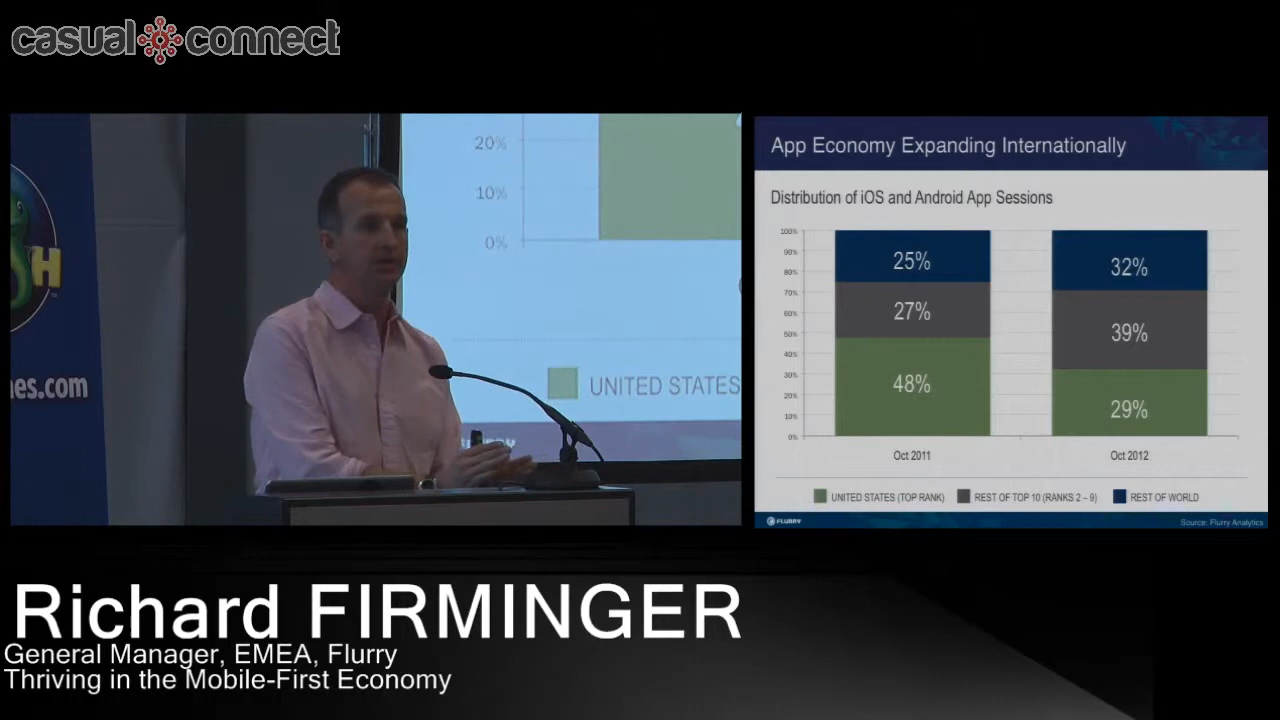 casual connect
20%
10%
0%
UNITED STATES
H
nes.com
App Economy Expanding Internationally
Distribution of iOS and Android App Sessions
100%
90%
80%
70%
60%
50%
40%
30%
20%
10%
0%
25%
27%
48%
32%
39%
29%
Oct 2011
Oct 2012
UNITED STATES (TOP RANK)
REST OF TOP 10 (RANKS 2 – 9)
REST OF WORLD
FLURRY
Source: Flurry Analytics
Richard FIRMINGER
General Manager, EMEA, Flurry
Thriving in the Mobile-First Economy